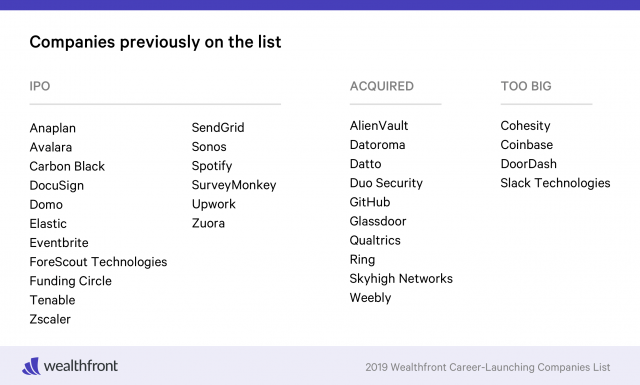 Companies previously on the list
IPO
Anaplan
Avalara
Carbon Black
DocuSign
Domo
Elastic
Eventbrite
ForeScout Technologies
Funding Circle
Tenable
Zscaler
SendGrid
Sonos
Spotify
SurveyMonkey
Upwork
Zuora
ACQUIRED
AlienVault
Datoroma
Datto
Duo Security
GitHub
Glassdoor
Qualtrics
Ring
Skyhigh Networks
Weebly
TOO BIG
Cohesity
Coinbase
DoorDash
Slack Technologies
wealthfront
2019 Wealthfront Career-Launching Companies List